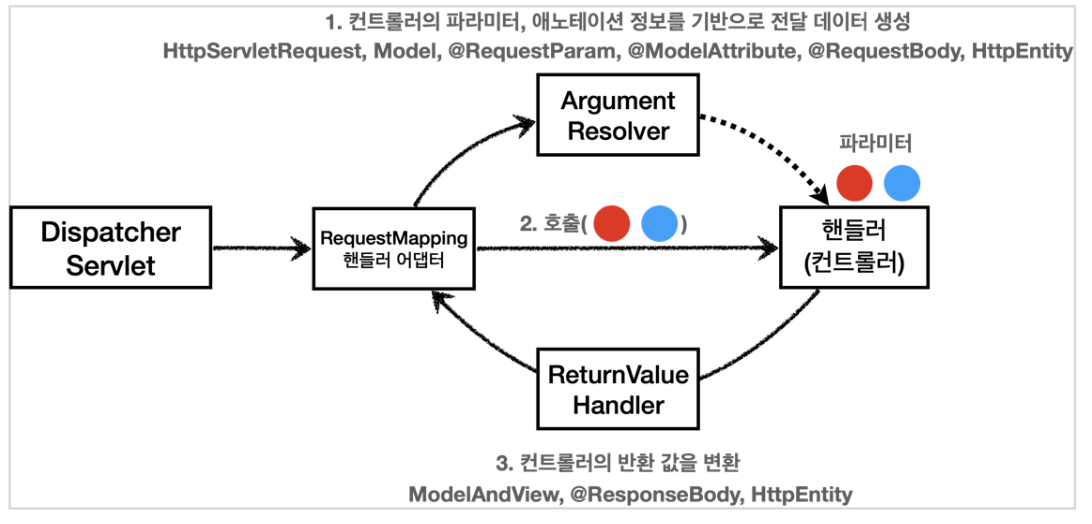 1. 컨트롤러의 파라미터, 애노테이션 정보를 기반으로 전달 데이터 생성
HttpServletRequest, Model, @RequestParam, @ModelAttribute, @RequestBody, HttpEntity
Argument
Resolver
파라미터
Dispatcher
Servlet
RequestMapping
핸들러 어댑터
2. 호출( )
핸들러
(컨트롤러)
ReturnValue
Handler
3. 컨트롤러의 반환 값을 변환
ModelAndView, @ResponseBody, HttpEntity